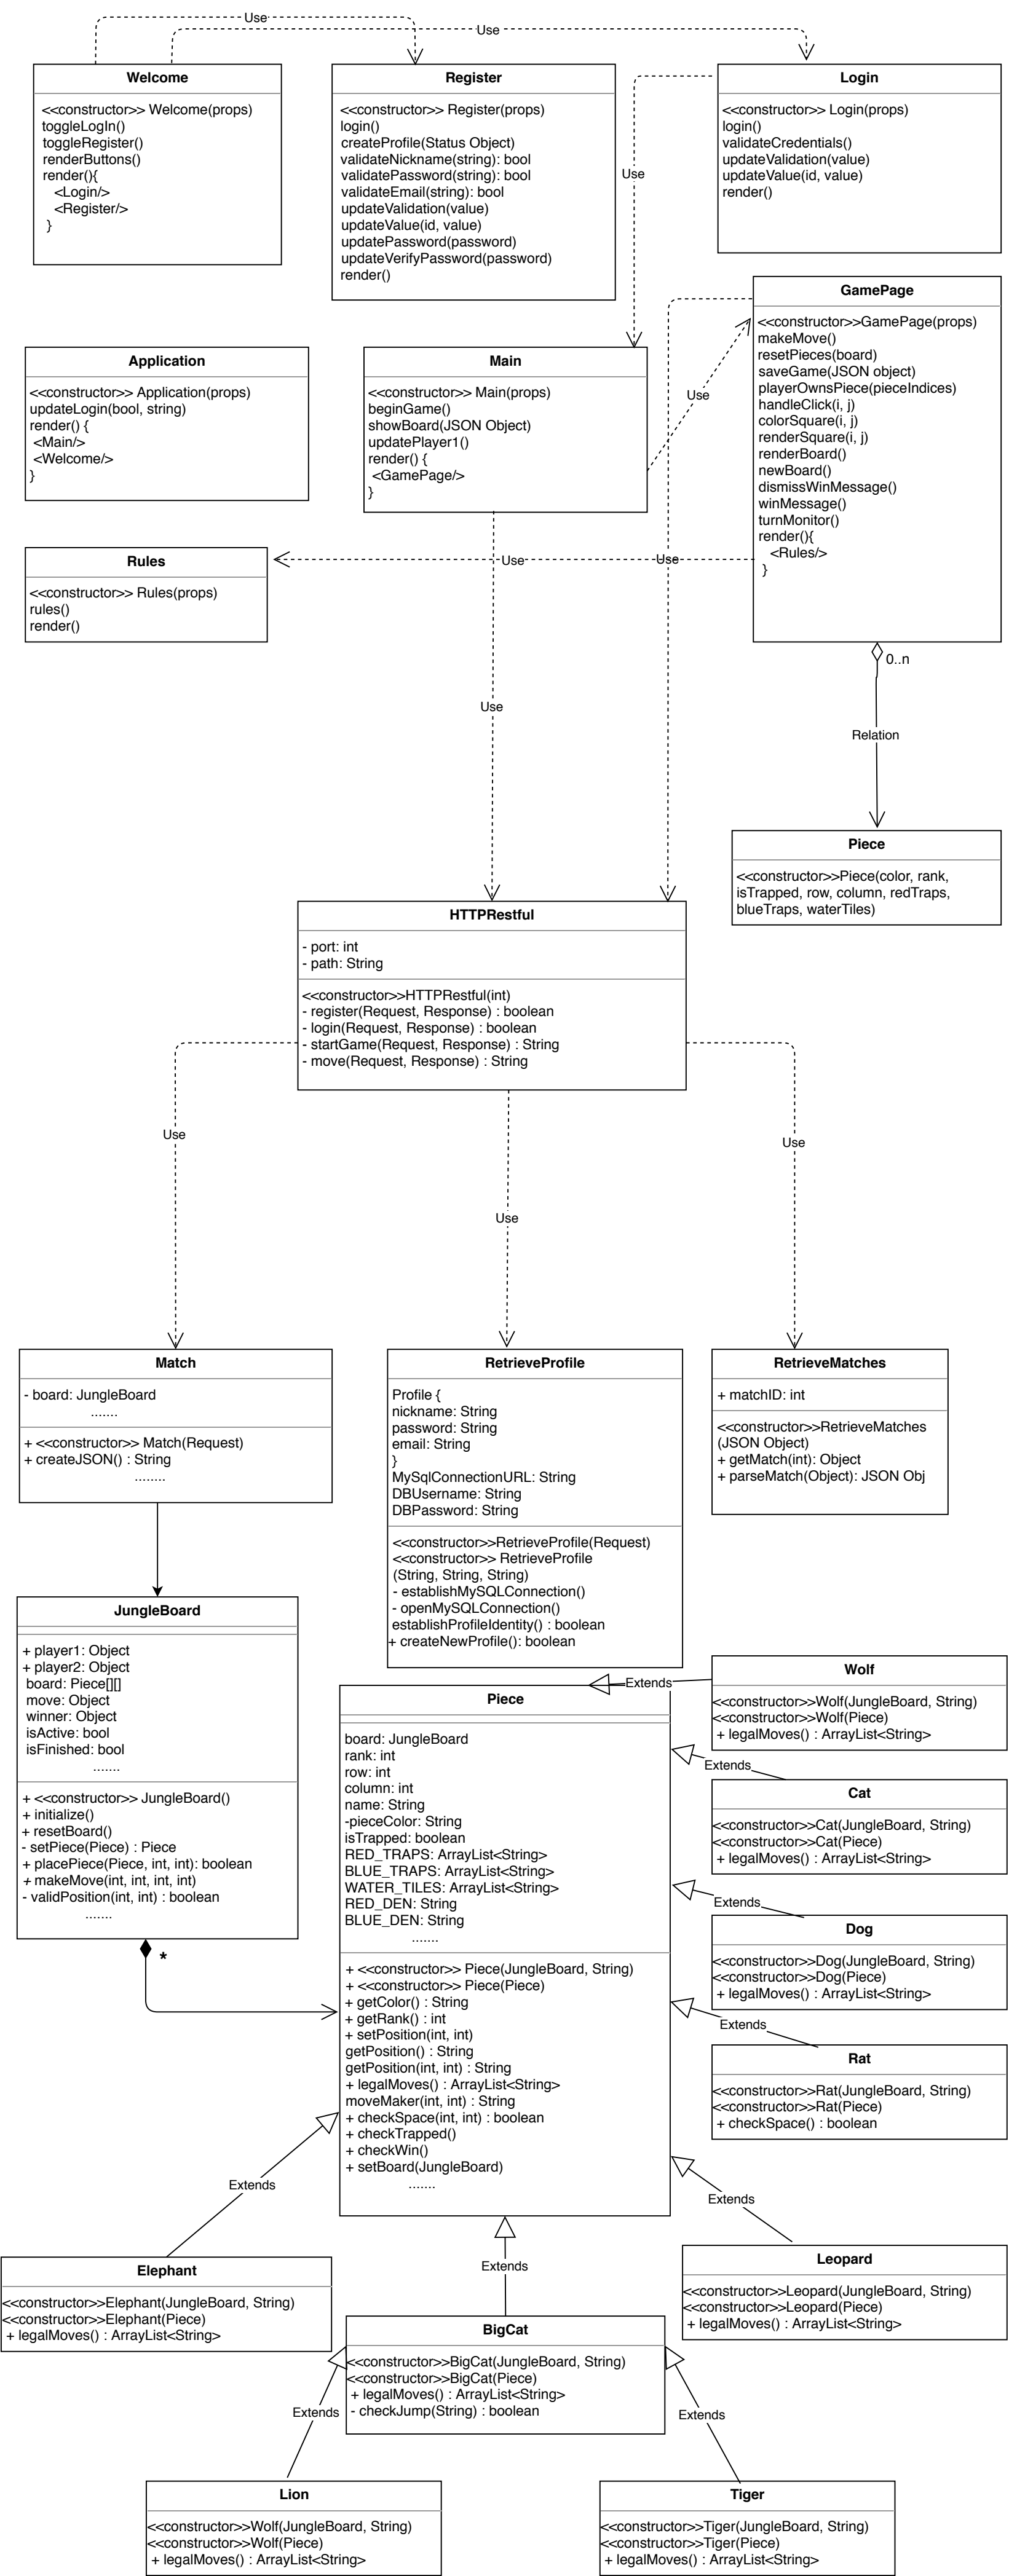 Use
Use
Welcome
<<constructor>> Welcome(props)
toggleLogIn()
toggleRegister()
renderButtons()
render(){
<Login/>
<Register/>
}
Register
<<constructor>> Register(props)
login()
createProfile(Status Object)
validateNickname(string): bool
validatePassword(string): bool
validateEmail(string): bool
updateValidation(value)
updateValue(id, value)
updatePassword(password)
updateVerifyPassword(password)
render()
Use
Login
<<constructor>> Login(props)
login()
validateCredentials()
updateValidation(value)
updateValue(id, value)
render()
Application
<<constructor>> Application(props)
updateLogin(bool, string)
render() {
<Main/>
<Welcome/>
}
Main
<<constructor>> Main(props)
beginGame()
showBoard(JSON Object)
updatePlayer1()
render() {
<GamePage/>
}
Use
GamePage
<<constructor>>GamePage(props)
makeMove()
resetPieces(board)
saveGame(JSON object)
playerOwnsPiece(pieceIndices)
handleClick(i, j)
colorSquare(i, j)
renderSquare(i, j)
renderBoard()
newBoard()
dismissWinMessage()
winMessage()
turnMonitor()
render(){
<Rules/>
}
Rules
<<constructor>> Rules(props)
rules()
render()
Use
Use
0..n
Use
Relation
Piece
<<constructor>>Piece(color, rank,
isTrapped, row, column, redTraps,
blueTraps, waterTiles)
HTTPRestful
- port: int
- path: String
<<constructor>>HTTPRestful(int)
- register(Request, Response) : boolean
- login(Request, Response) : boolean
- startGame(Request, Response) : String
- move(Request, Response) : String
Use
Use
Use
Match
- board: JungleBoard
.......
+ <<constructor>> Match(Request)
+ createJSON() : String
........
RetrieveProfile
Profile {
nickname: String
password: String
email: String
}
MySqlConnectionURL: String
DBUsername: String
DBPassword: String
<<constructor>>RetrieveProfile(Request)
<<constructor>> RetrieveProfile
(String, String, String)
- establishMySQLConnection()
- openMySQLConnection()
establishProfileIdentity() : boolean
+ createNewProfile(): boolean
RetrieveMatches
+ matchID: int
<<constructor>>RetrieveMatches
(JSON Object)
+ getMatch(int): Object
+ parseMatch(Object): JSON Obj
JungleBoard
+ player1: Object
+ player2: Object
board: Piece[][]
move: Object
winner: Object
isActive: bool
isFinished: bool
.......
+ <<constructor>> JungleBoard()
+ initialize()
+ resetBoard()
- setPiece(Piece) : Piece
+ placePiece(Piece, int, int): boolean
+ makeMove(int, int, int, int)
- validPosition(int, int) : boolean
.......
*
Piece
board: JungleBoard
rank: int
row: int
column: int
name: String
-pieceColor: String
isTrapped: boolean
RED_TRAPS: ArrayList<String>
BLUE_TRAPS: ArrayList<String>
WATER_TILES: ArrayList<String>
RED_DEN: String
BLUE_DEN: String
.......
+ <<constructor>> Piece(JungleBoard, String)
+ <<constructor>> Piece(Piece)
+ getColor() : String
+ getRank() : int
+ setPosition(int, int)
getPosition() : String
getPosition(int, int) : String
+ legalMoves() : ArrayList<String>
moveMaker(int, int) : String
+ checkSpace(int, int) : boolean
+ checkTrapped()
+ checkWin()
+ setBoard(JungleBoard)
.......
Extends
Wolf
<<constructor>>Wolf(JungleBoard, String)
<<constructor>>Wolf(Piece)
+ legalMoves() : ArrayList<String>
Extends
Cat
<<constructor>>Cat(JungleBoard, String)
<<constructor>>Cat(Piece)
+ legalMoves() : ArrayList<String>
Extends
Dog
<<constructor>>Dog(JungleBoard, String)
<<constructor>>Dog(Piece)
+ legalMoves() : ArrayList<String>
Extends
Rat
<<constructor>>Rat(JungleBoard, String)
<<constructor>>Rat(Piece)
+ checkSpace() : boolean
Extends
Extends
Extends
Elephant
<<constructor>>Elephant(JungleBoard, String)
<<constructor>>Elephant(Piece)
+ legalMoves() : ArrayList<String>
Leopard
<<constructor>>Leopard(JungleBoard, String)
<<constructor>>Leopard(Piece)
+ legalMoves() : ArrayList<String>
BigCat
<<constructor>>BigCat(JungleBoard, String)
<<constructor>>BigCat(Piece)
+ legalMoves() : ArrayList<String>
- checkJump(String) : boolean
Extends
Extends
Lion
<<constructor>>Wolf(JungleBoard, String)
<<constructor>>Wolf(Piece)
+ legalMoves() : ArrayList<String>
Tiger
<<constructor>>Tiger(JungleBoard, String)
<<constructor>>Tiger(Piece)
+ legalMoves() : ArrayList<String>